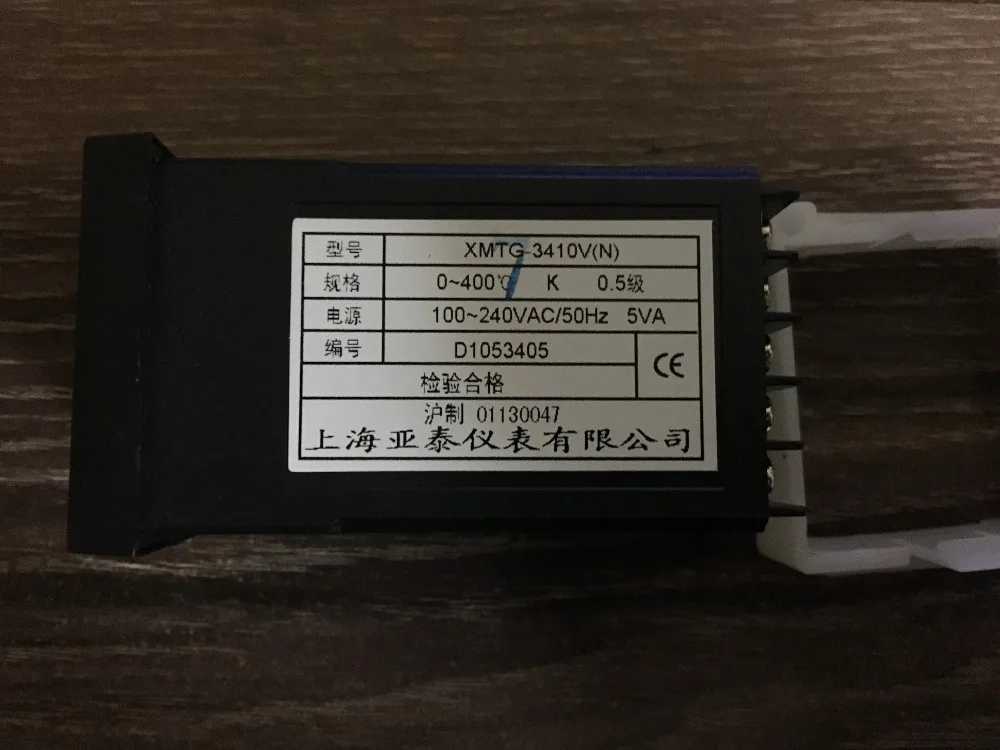 型号 XMTG-3410V(N)
规格 0~400℃ K 0.5级
电源 100~240VAC/50Hz 5VA
编号 D1053405
CE
检验合格
沪制 01130047
上海亚泰仪表有限公司